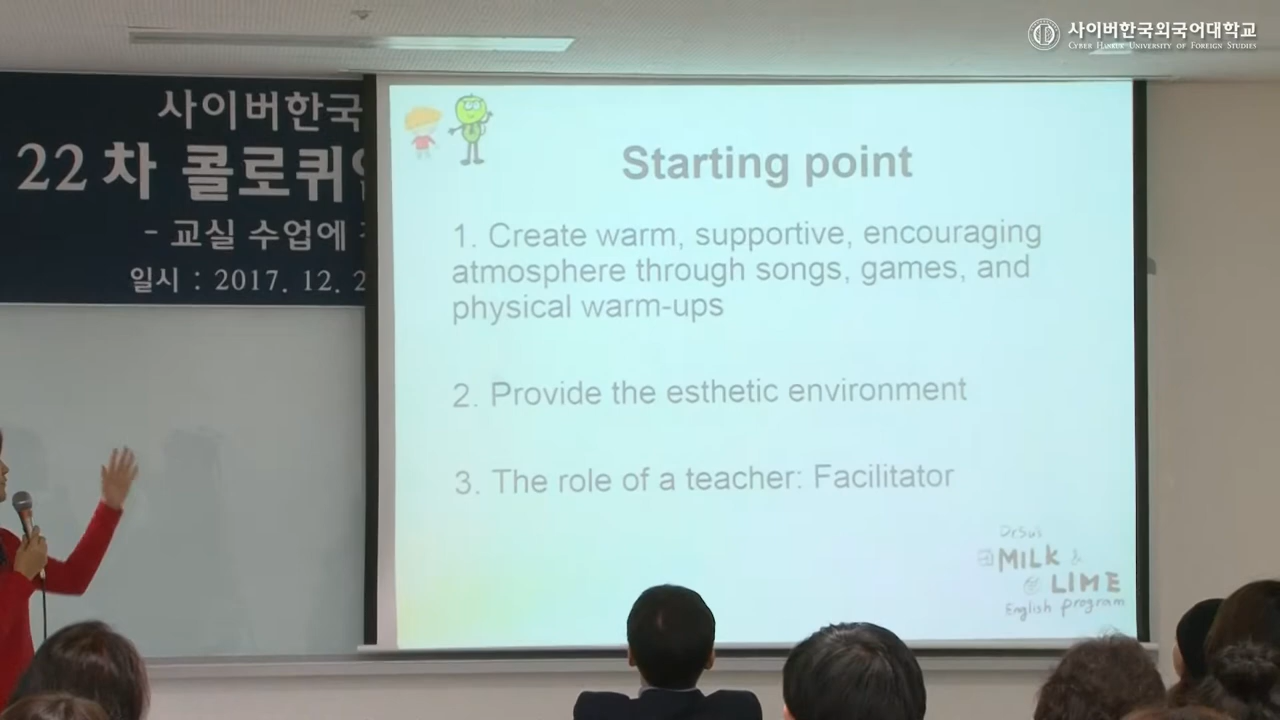 사이버한국외국어대학교
CYBER HANKUK UNIVERSITY OF FOREIGN STUDIES
사이버한국
22차 콜로퀴
- 교실 수업에
일시 : 2017. 12. 2
Starting point
1. Create warm, supportive, encouraging
atmosphere through songs, games, and
physical warm-ups
2. Provide the esthetic environment
3. The role of a teacher: Facilitator
DrSu's
MILK &
LIME
English program